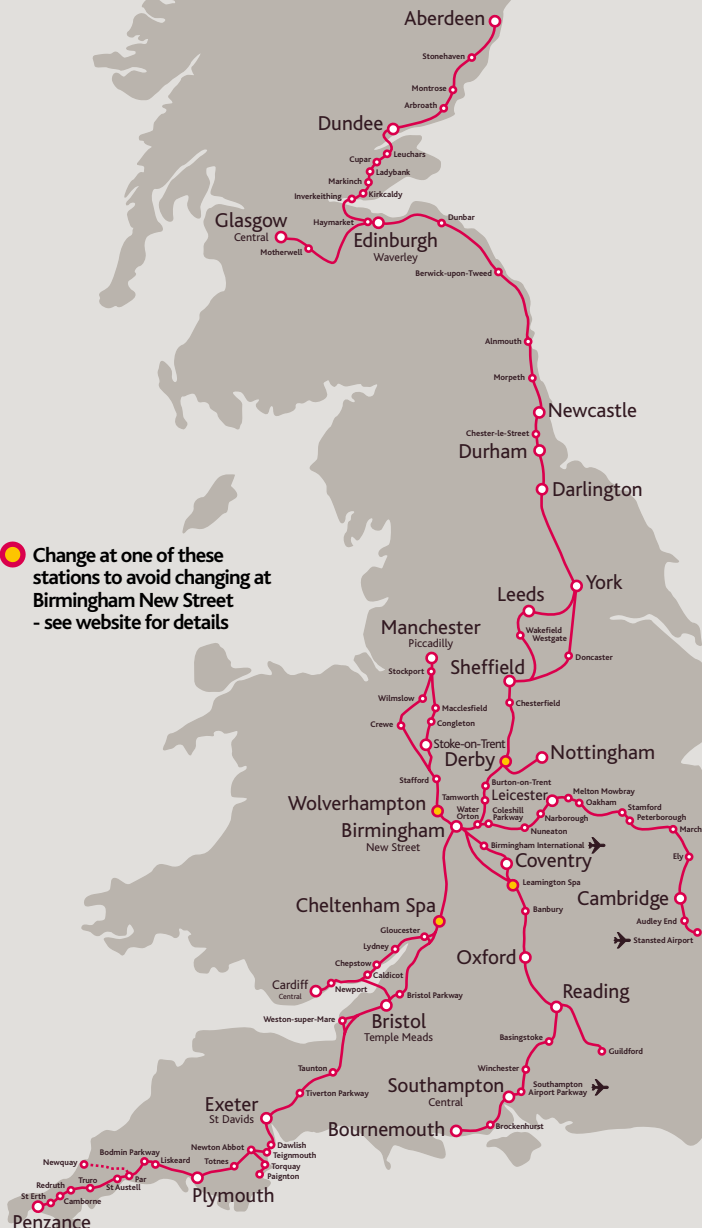 Aberdeen
Stonehaven
Montrose
Arbroath
Dundee
Leuchars
Cupar
Ladybank
Markinch
Kirkcaldy
Inverkeithing
Glasgow
Central
Motherwell
Haymarket
Edinburgh
Waverley
Dunbar
Berwick-upon-Tweed
Alnmouth
Morpeth
Newcastle
Chester-le-Street
Durham
Darlington
Change at one of these
stations to avoid changing at
Birmingham New Street
- see website for details
York
Leeds
Wakefield
Westgate
Doncaster
Manchester
Piccadilly
Stockport
Sheffield
Wilmslow
Macclesfield
Chesterfield
Crewe
Congleton
Stoke-on-Trent
Derby
Nottingham
Stafford
Burton-on-Trent
Tamworth
Leicester
Melton Mowbray
Oakham
Wolverhampton
Water
Orton
Coleshill
Parkway
Narborough
Stamford
Peterborough
Birmingham
New Street
Nuneaton
March
Birmingham International
Coventry
Ely
Leamington Spa
Cambridge
Cheltenham Spa
Banbury
Audley End
Gloucester
Stansted Airport
Lydney
Oxford
Chepstow
Caldicot
Cardiff
Central
Newport
Bristol Parkway
Reading
Weston-super-Mare
Bristol
Temple Meads
Basingstoke
Guildford
Taunton
Winchester
Tiverton Parkway
Southampton
Central
Southampton
Airport Parkway
Exeter
St Davids
Bournemouth
Brockenhurst
Dawlish
Newton Abbot
Teignmouth
Bodmin Parkway
Liskeard
Totnes
Torquay
Paignton
Newquay
Par
St Austell
Truro
Redruth
Plymouth
St Erth
Camborne
Penzance